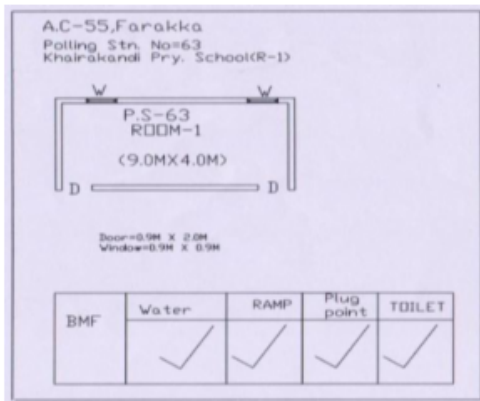 A.C-55,Farakka
Polling Stn. No=63
Khairakandi Pry. School(R-1)
W W
P.S-63
ROOM-1
(9.0MX4.0M)
D D
Door=0.9M X 2.0M
Window=0.9M X 0.9M
BMF Water RAMP Plug point TOILET